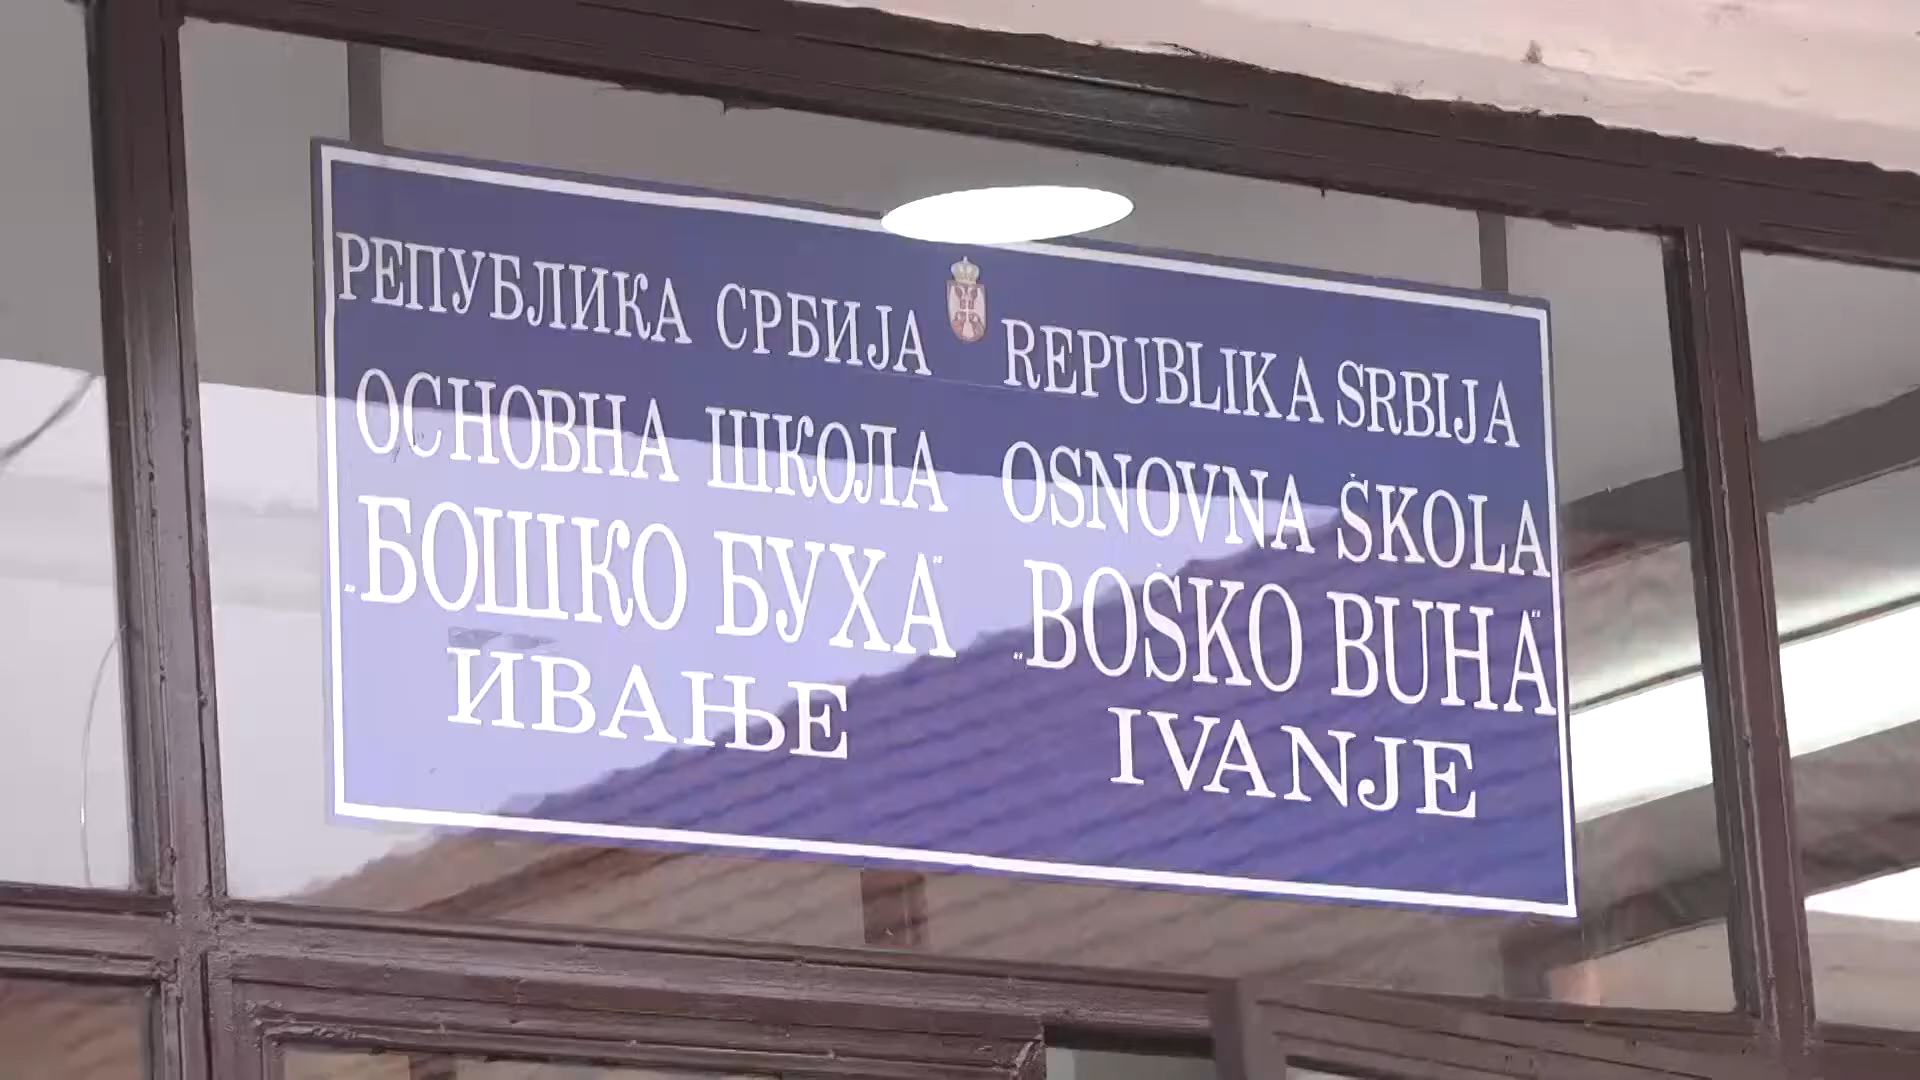 РЕПУБЛИКА СРБИЈА
ОСНОВНА ШКОЛА
„БОШКО БУХА"
ИВАЊЕ
REPUBLIKA SRBIJA
OSNOVNA ŠKOLA
„BOŠKO BUHA"
IVANJE